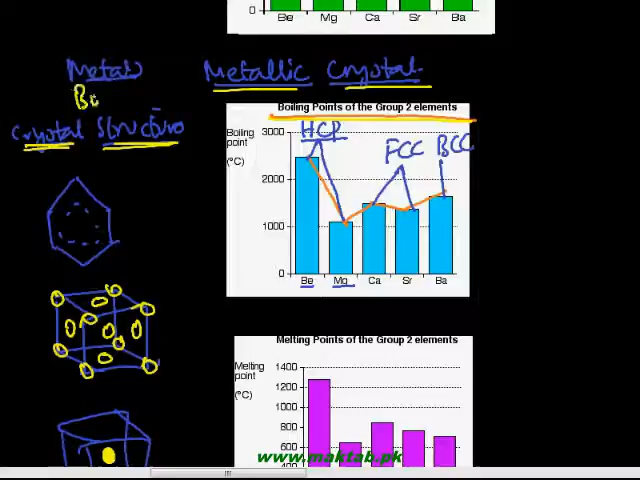 0
Be Mg Ca Sr Ba
Metals
Metallic Crystal
Be
Crystal Structure
Boiling Points of the Group 2 elements
Boiling
point
(°C)
3000
2000
1000
0
HCP
FCC
BCC
Be Mg Ca Sr Ba
Melting Points of the Group 2 elements
Melting
point
(°C)
1400
1200
1000
800
600
400
www.maktab.pk